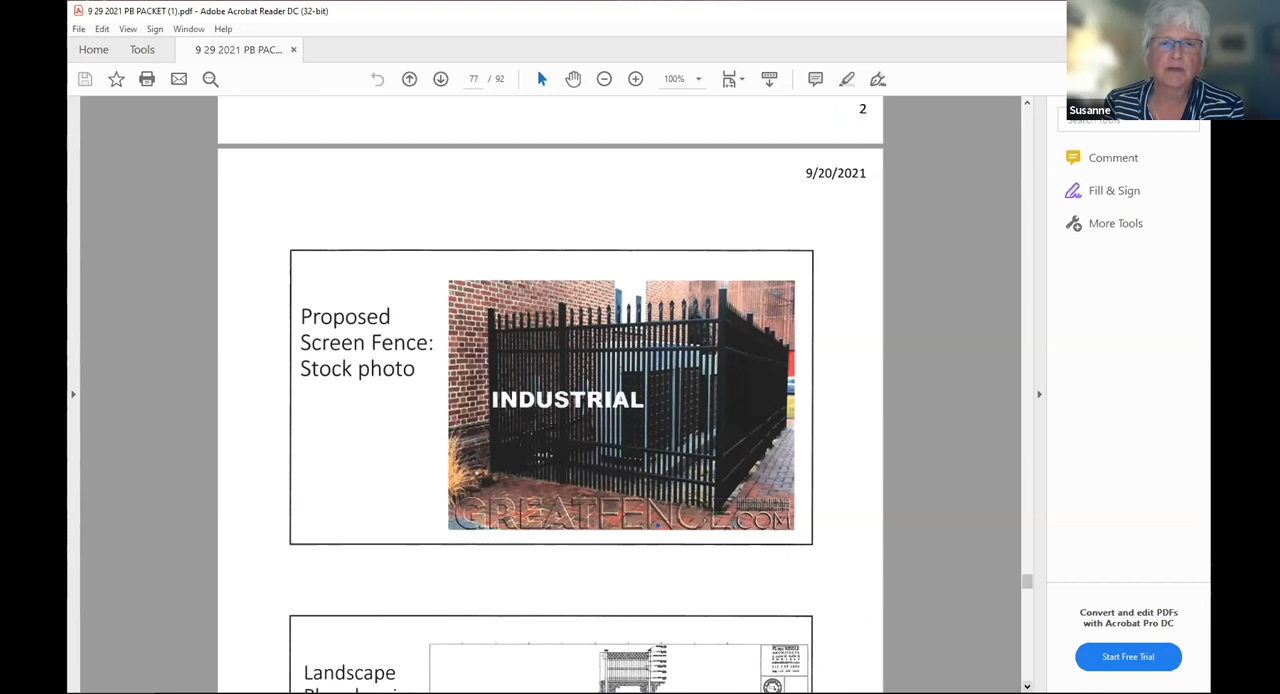 9 29 2021 PB PACKET (1).pdf - Adobe Acrobat Reader DC (32-bit)
File Edit View Sign Window Help
Home Tools 9 29 2021 PB PAC... ×
77 / 92 100%
Susanne
Search Tools
2
Comment
9/20/2021
Fill & Sign
More Tools
Proposed
Screen Fence:
Stock photo
INDUSTRIAL
GREATFENCE.COM
Convert and edit PDFs
with Acrobat Pro DC
Start Free Trial
Landscape